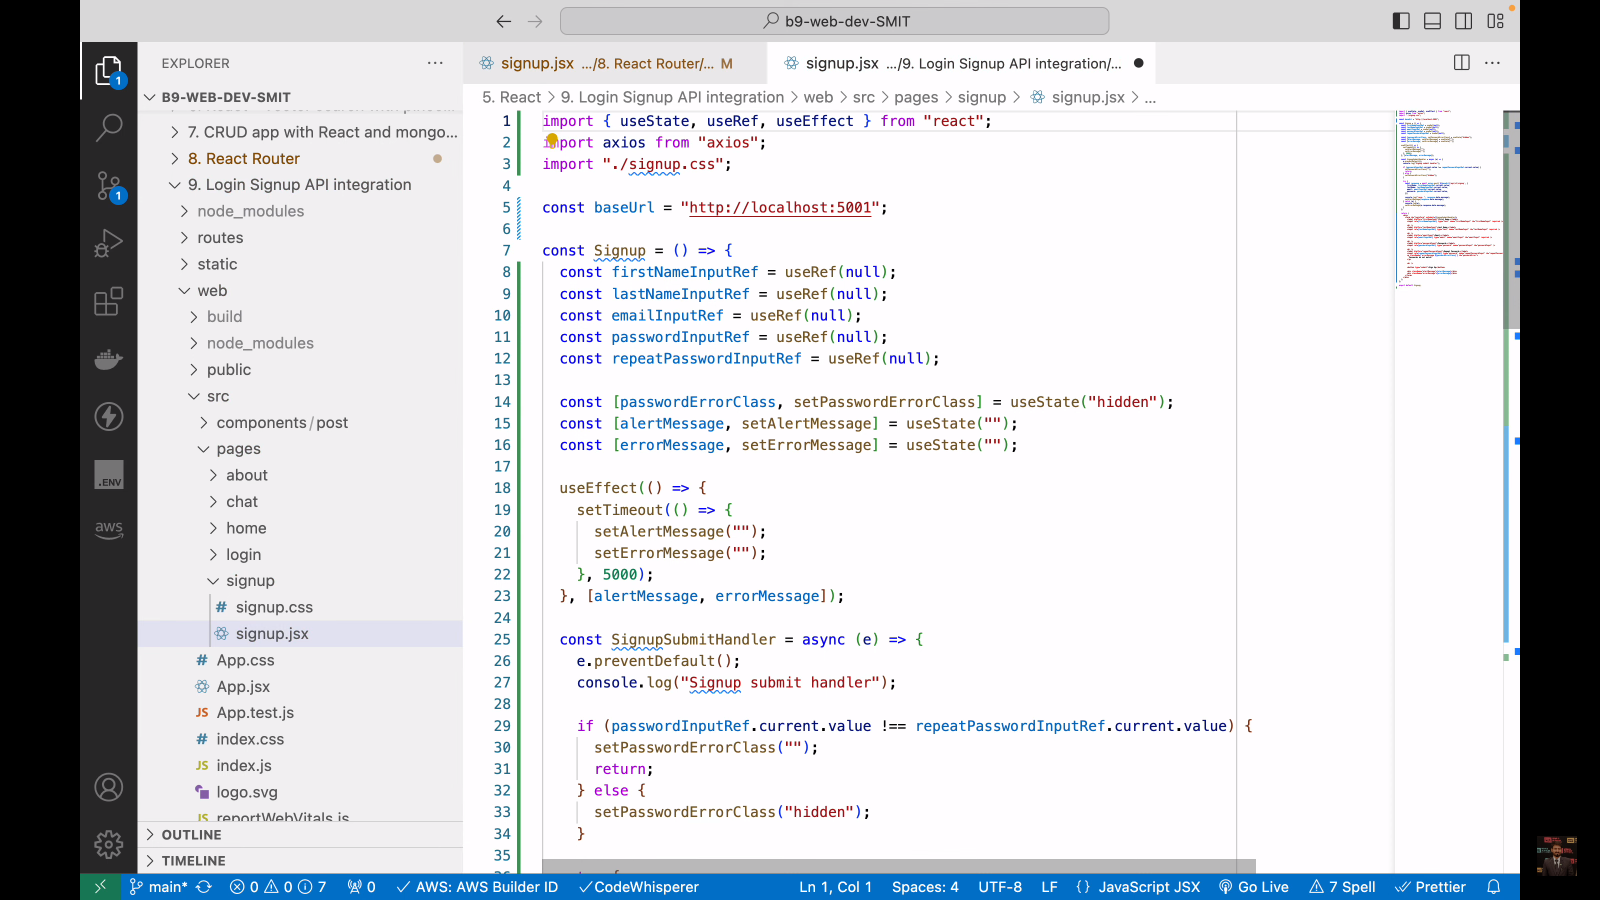 b9-web-dev-SMIT
EXPLORER
B9-WEB-DEV-SMIT
7. CRUD app with React and mongo...
8. React Router
9. Login Signup API integration
node_modules
routes
static
web
build
node_modules
public
src
components/post
pages
about
chat
home
login
signup
# signup.css
signup.jsx
# App.css
App.jsx
JS App.test.js
# index.css
JS index.js
logo.svg
JS reportWebVitals.js
OUTLINE
TIMELINE
1
1
.ENV
aws
signup.jsx .../8. React Router/... M
signup.jsx .../9. Login Signup API integration/...
5. React > 9. Login Signup API integration > web > src > pages > signup > signup.jsx > ...
1 import { useState, useRef, useEffect } from "react";
2 import axios from "axios";
3 import "./signup.css";
4
5 const baseUrl = "http://localhost:5001";
6
7 const Signup = () => {
8 const firstNameInputRef = useRef(null);
9 const lastNameInputRef = useRef(null);
10 const emailInputRef = useRef(null);
11 const passwordInputRef = useRef(null);
12 const repeatPasswordInputRef = useRef(null);
13
14 const [passwordErrorClass, setPasswordErrorClass] = useState("hidden");
15 const [alertMessage, setAlertMessage] = useState("");
16 const [errorMessage, setErrorMessage] = useState("");
17
18 useEffect(() => {
19 setTimeout(() => {
20 setAlertMessage("");
21 setErrorMessage("");
22 }, 5000);
23 }, [alertMessage, errorMessage]);
24
25 const SignupSubmitHandler = async (e) => {
26 e.preventDefault();
27 console.log("Signup submit handler");
28
29 if (passwordInputRef.current.value !== repeatPasswordInputRef.current.value) {
30 setPasswordErrorClass("");
31 return;
32 } else {
33 setPasswordErrorClass("hidden");
34 }
35
main* 0 0 7 0 AWS: AWS Builder ID CodeWhisperer Ln 1, Col 1 Spaces: 4 UTF-8 LF {} JavaScript JSX Go Live 7 Spell Prettier